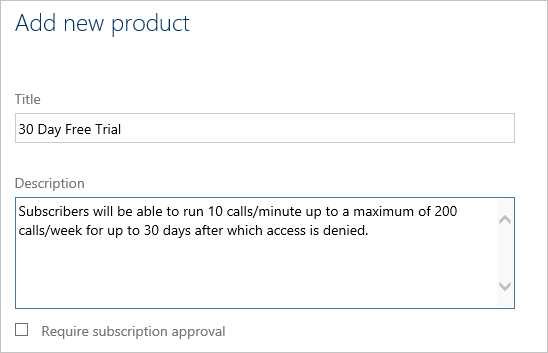 Add new product
Title
30 Day Free Trial
Description
Subscribers will be able to run 10 calls/minute up to a maximum of 200
calls/week for up to 30 days after which access is denied.
Require subscription approval